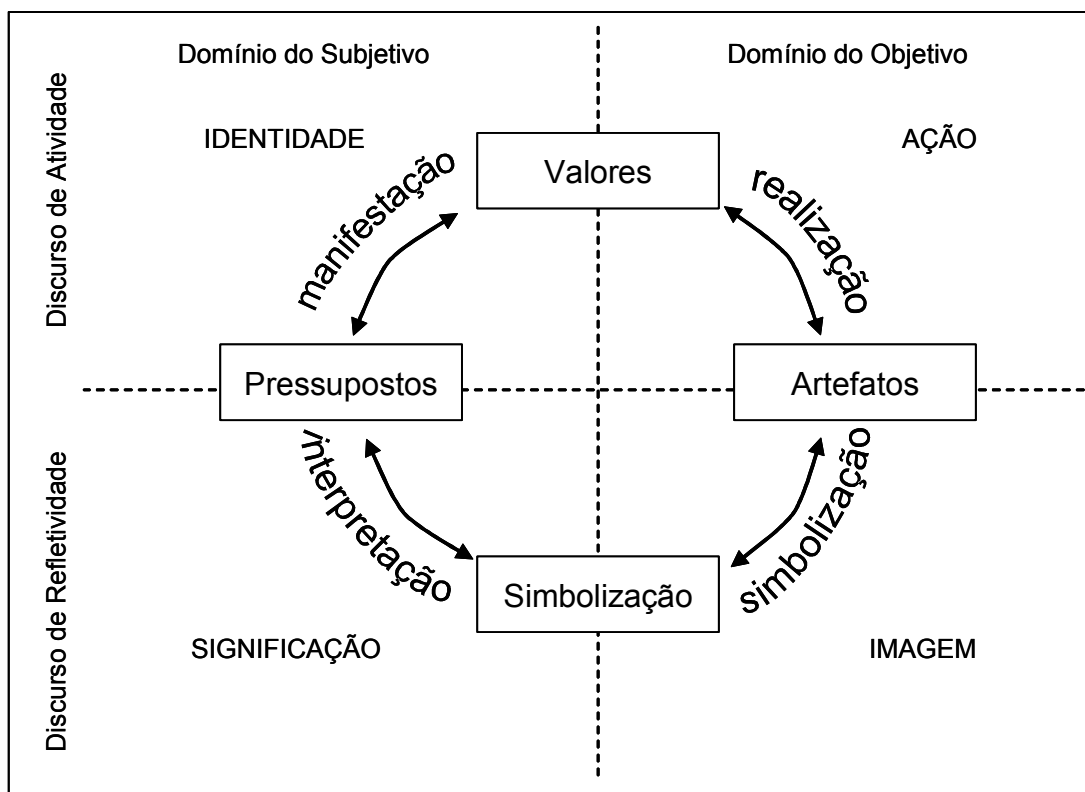 Domínio do Subjetivo
Domínio do Objetivo
Discurso de Atividade
IDENTIDADE
AÇÃO
manifestação
Valores
realização
Pressupostos
Artefatos
Discurso de Refletividade
interpretação
Simbolização
simbolização
SIGNIFICAÇÃO
IMAGEM